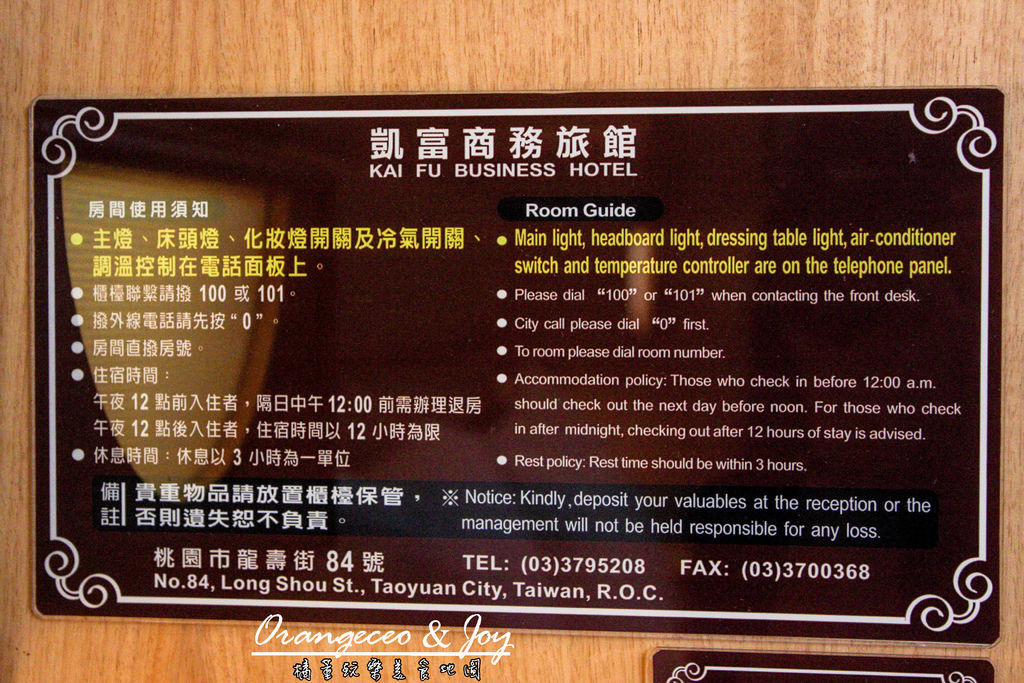 凱富商務旅館
KAI FU BUSINESS HOTEL
房間使用須知
● 主燈、床頭燈、化妝燈開關及冷氣開關、
調溫控制在電話面板上。
● 櫃檯聯繫請撥 100 或 101。
● 撥外線電話請先按“0”。
● 房間直撥房號。
● 住宿時間：
午夜 12 點前入住者，隔日中午 12:00 前需辦理退房
午夜 12 點後入住者，住宿時間以 12 小時為限
● 休息時間：休息以 3 小時為一單位
Room Guide
● Main light, headboard light, dressing table light, air-conditioner
switch and temperature controller are on the telephone panel.
● Please dial “100” or “101” when contacting the front desk.
● City call please dial “0” first.
● To room please dial room number.
● Accommodation policy: Those who check in before 12:00 a.m.
should check out the next day before noon. For those who check
in after midnight, checking out after 12 hours of stay is advised.
● Rest policy: Rest time should be within 3 hours.
備註 貴重物品請放置櫃檯保管，
否則遺失恕不負責。
※ Notice: Kindly,deposit your valuables at the reception or the
management will not be held responsible for any loss.
桃園市龍壽街 84 號
TEL: (03)3795208 FAX: (03)3700368
No.84, Long Shou St., Taoyuan City, Taiwan, R.O.C.
Orangeceo & Joy
橘董玩樂美食地圖